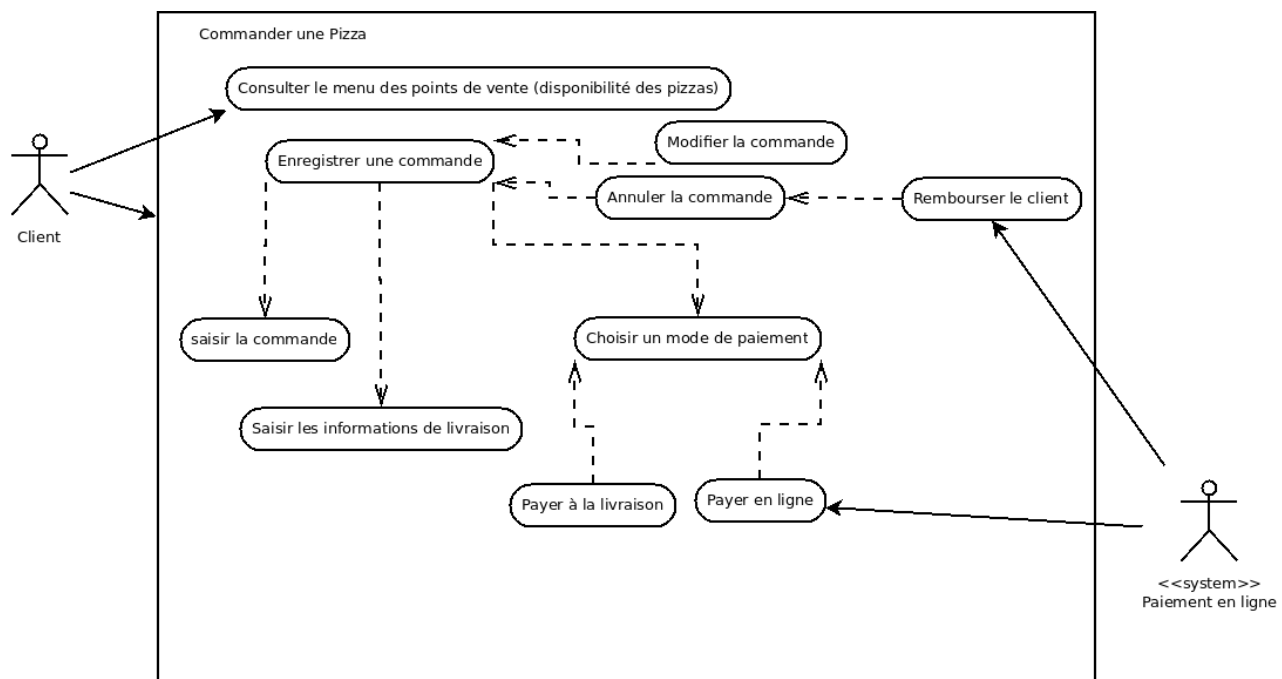 Commander une Pizza
Consulter le menu des points de vente (disponibilité des pizzas)
Modifier la commande
Enregistrer une commande
Annuler la commande
Rembourser le client
Client
saisir la commande
Choisir un mode de paiement
Saisir les informations de livraison
Payer à la livraison
Payer en ligne
<<system>>
Paiement en ligne